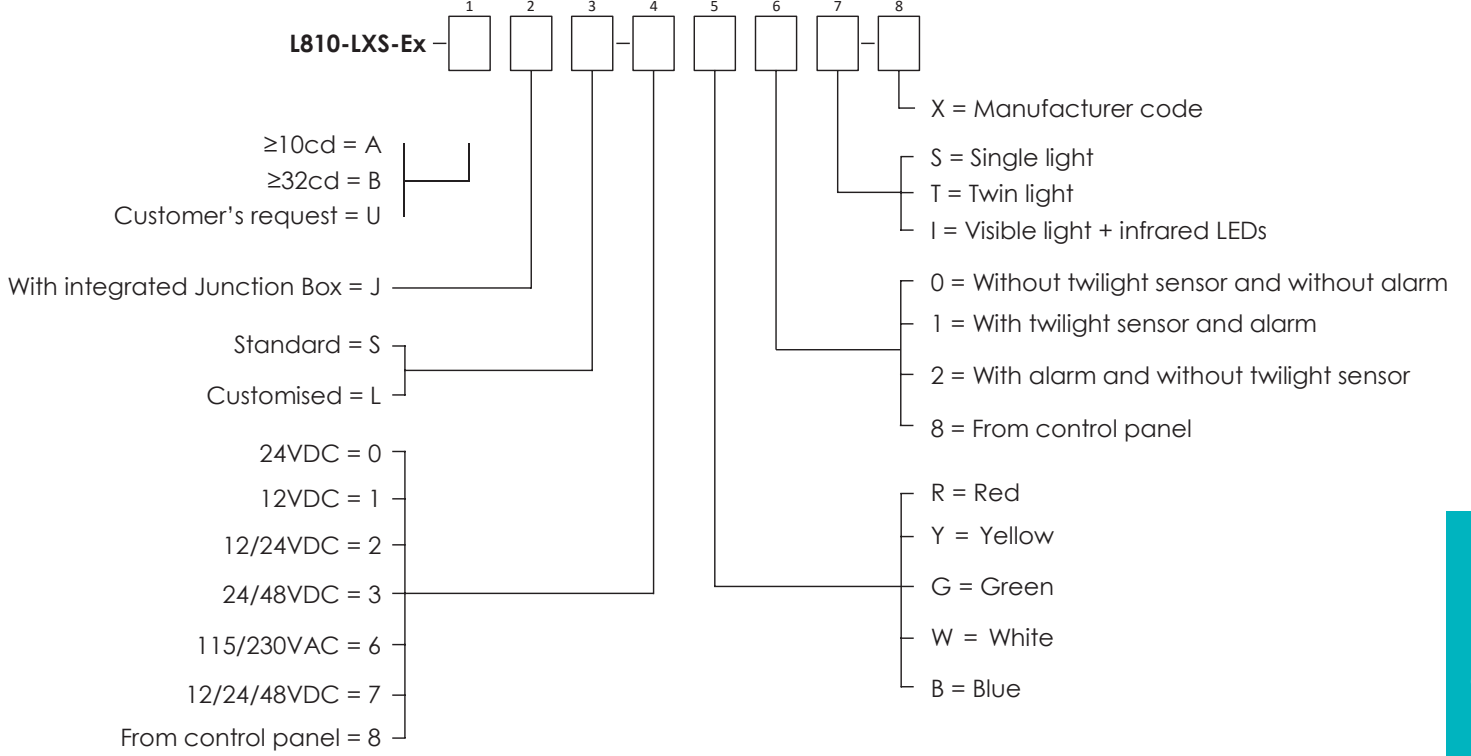 1 2 3 4 5 6 7 8
L810-LXS-Ex
X = Manufacturer code
≥10cd = A
≥32cd = B
Customer's request = U
S = Single light
T = Twin light
I = Visible light + infrared LEDs
With integrated Junction Box = J
0 = Without twilight sensor and without alarm
1 = With twilight sensor and alarm
2 = With alarm and without twilight sensor
8 = From control panel
Standard = S
Customised = L
24VDC = 0
12VDC = 1
12/24VDC = 2
24/48VDC = 3
115/230VAC = 6
12/24/48VDC = 7
From control panel = 8
R = Red
Y = Yellow
G = Green
W = White
B = Blue